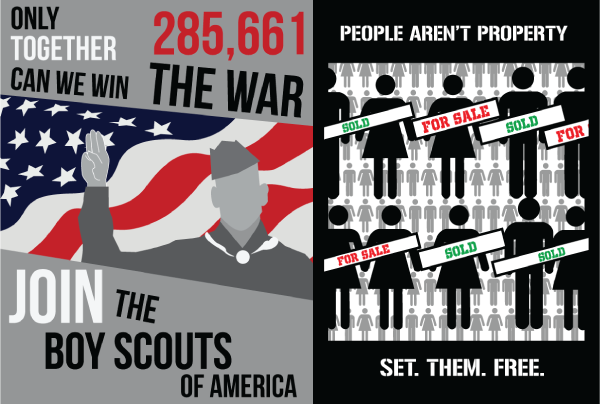 ONLY
TOGETHER
CAN WE WIN
285,661
THE WAR
JOIN THE
BOY SCOUTS
OF AMERICA
PEOPLE AREN'T PROPERTY
SOLD
FOR SALE
SOLD
FOR
FOR SALE
SOLD
SOLD
SET. THEM. FREE.